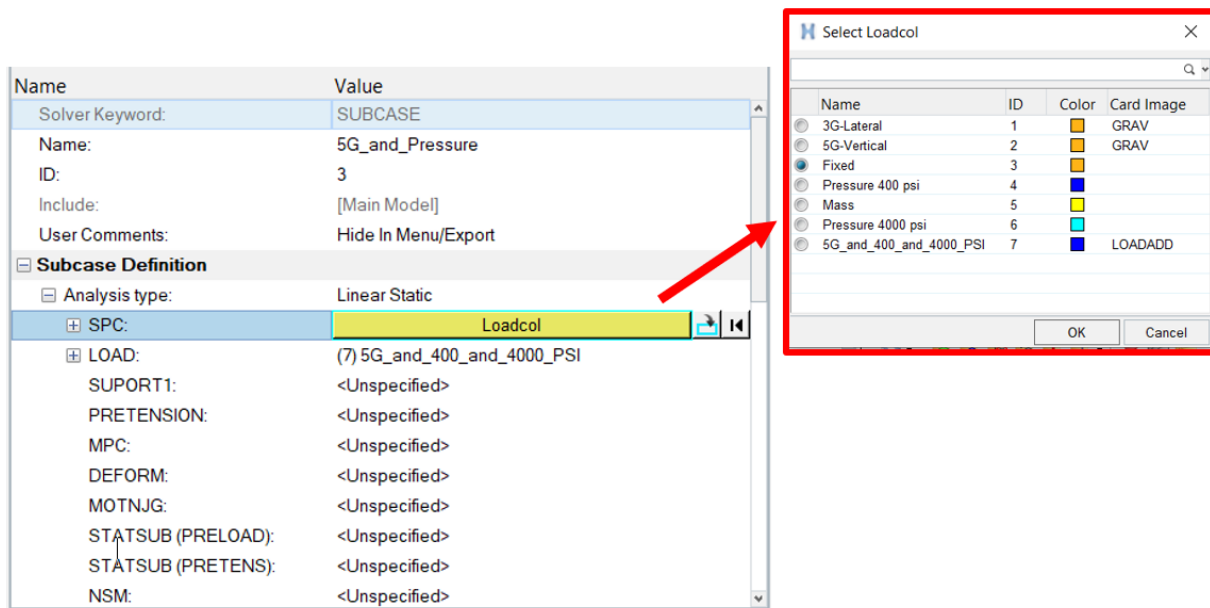 Name Value
Solver Keyword: SUBCASE
Name: 5G_and_Pressure
ID: 3
Include: [Main Model]
User Comments: Hide In Menu/Export
Subcase Definition
Analysis type: Linear Static
SPC: Loadcol
LOAD: (7) 5G_and_400_and_4000_PSI
SUPORT1: <Unspecified>
PRETENSION: <Unspecified>
MPC: <Unspecified>
DEFORM: <Unspecified>
MOTNJG: <Unspecified>
STATSUB (PRELOAD): <Unspecified>
STATSUB (PRETENS): <Unspecified>
NSM: <Unspecified>
Select Loadcol
Name ID Color Card Image
3G-Lateral 1 GRAV
5G-Vertical 2 GRAV
Fixed 3
Pressure 400 psi 4
Mass 5
Pressure 4000 psi 6
5G_and_400_and_4000_PSI 7 LOADADD
OK Cancel